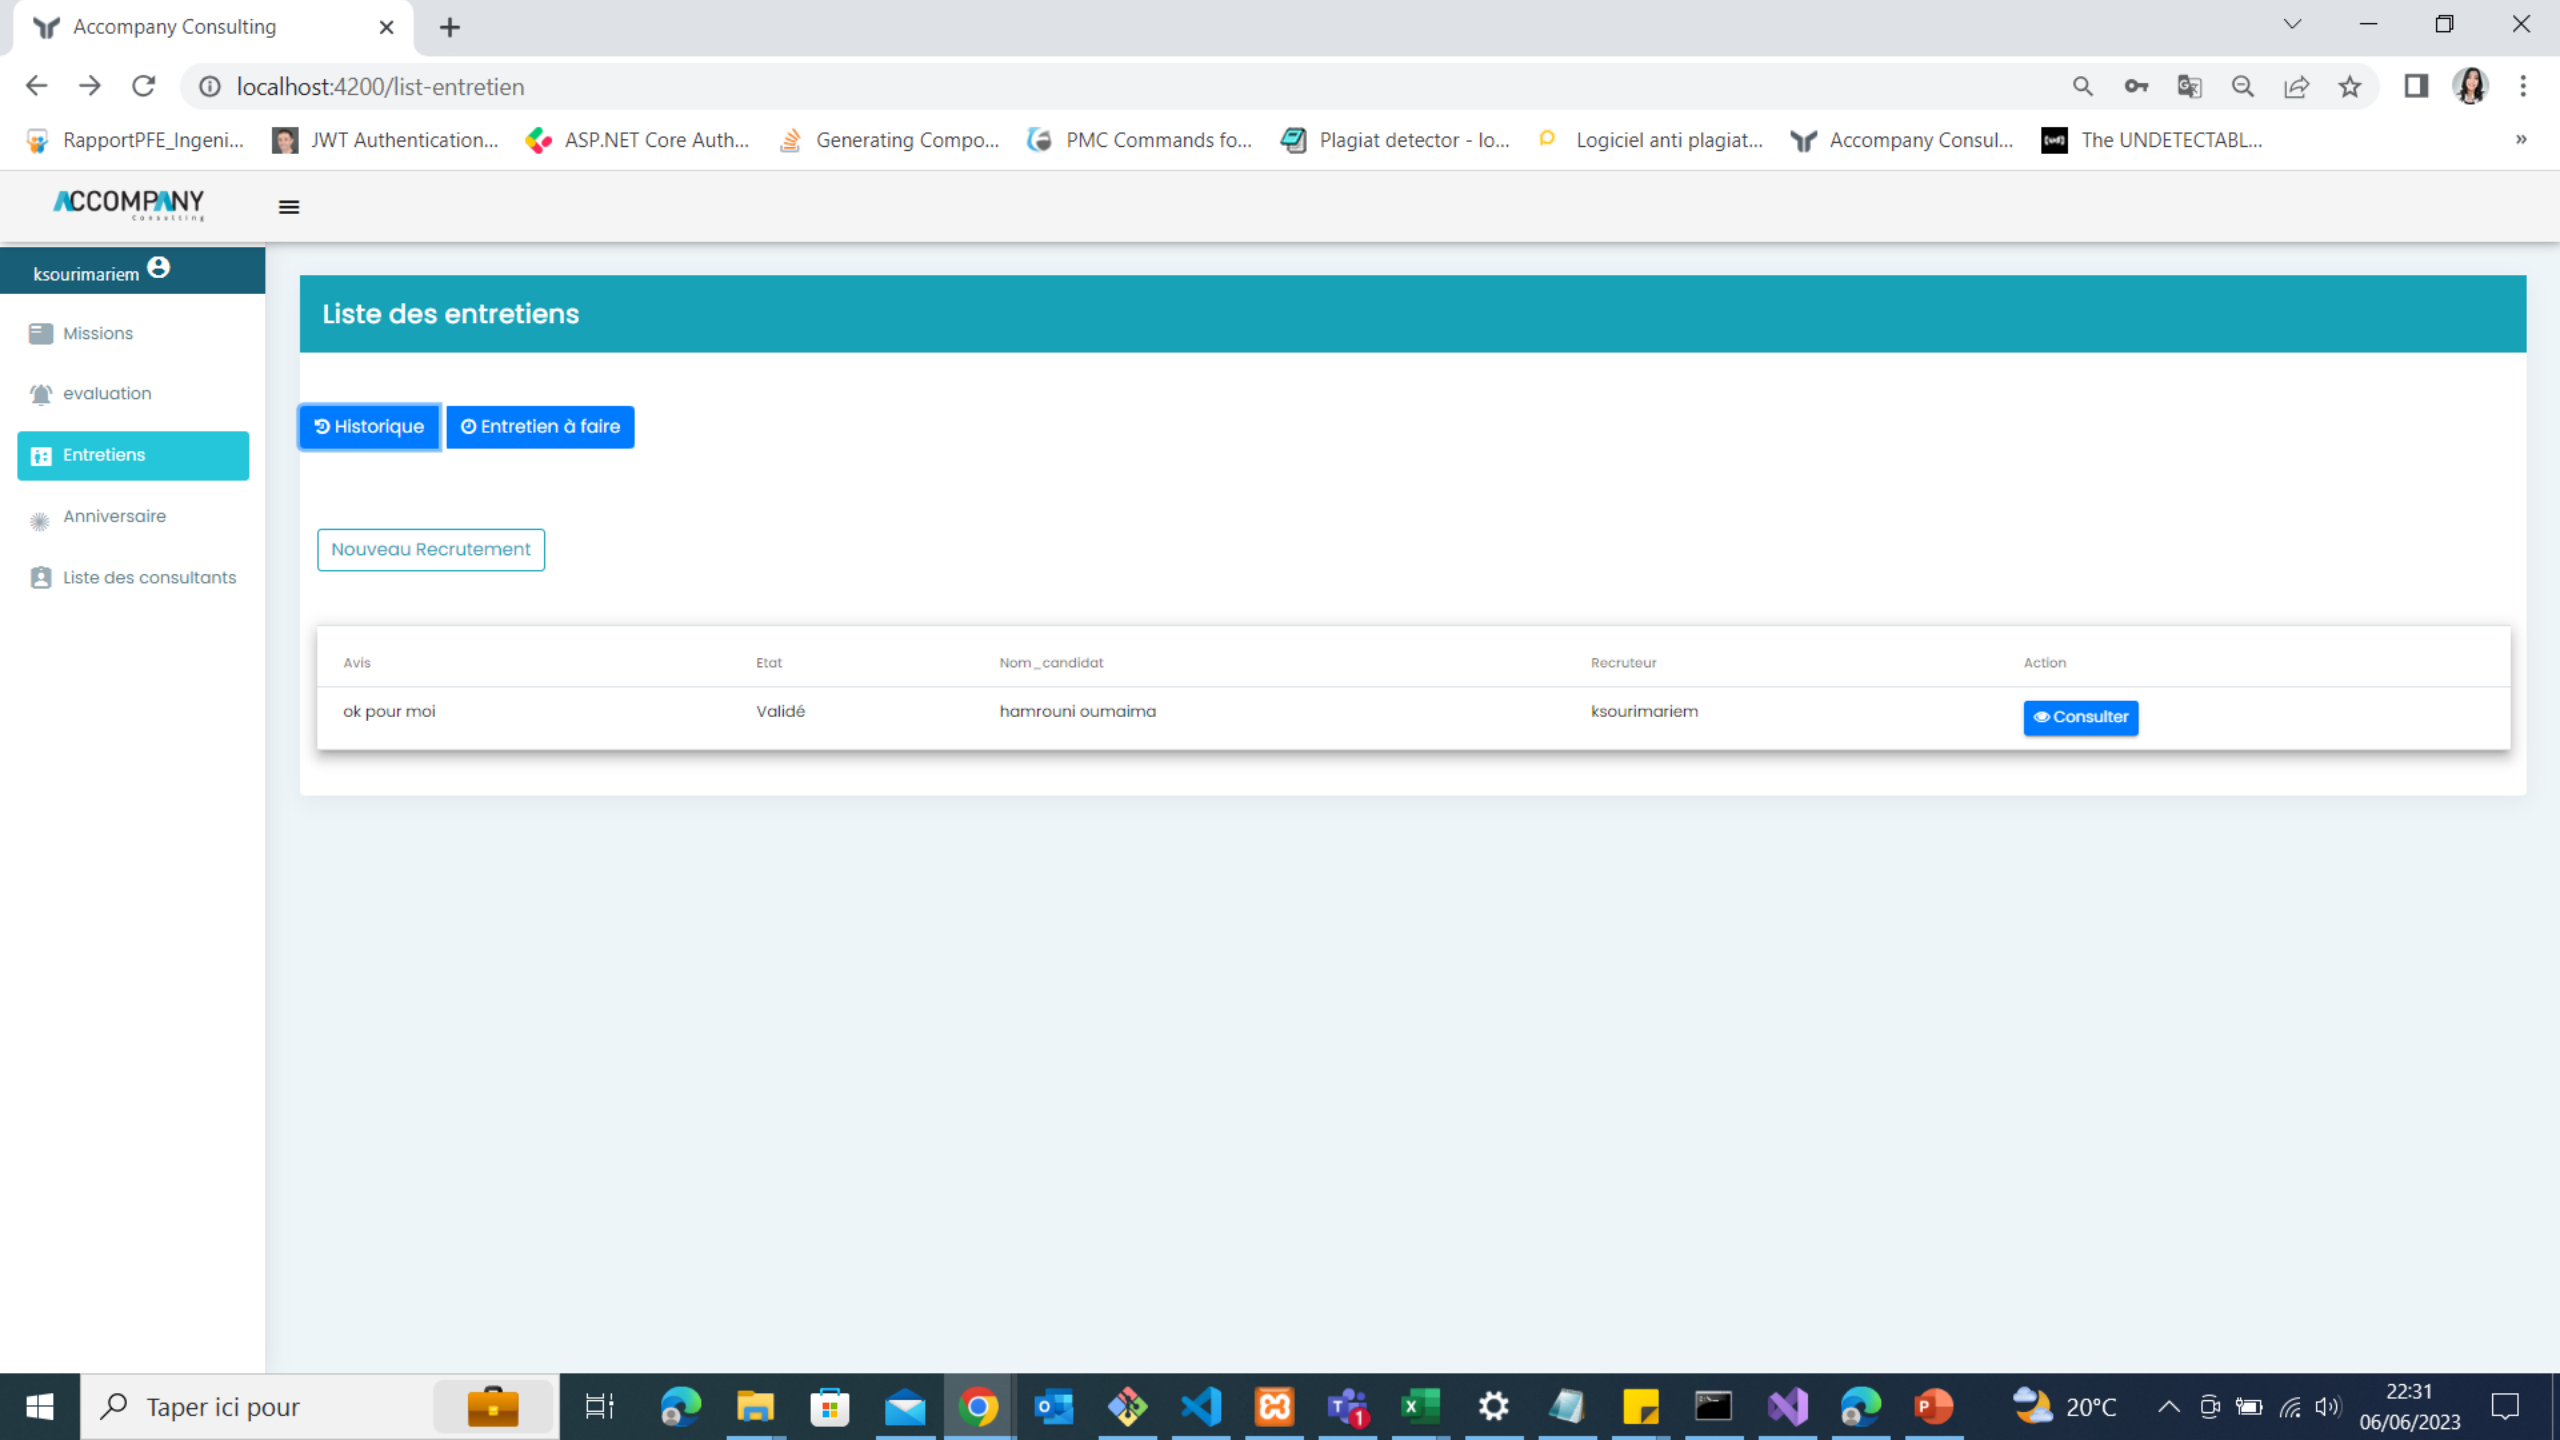 Accompany Consulting
localhost:4200/list-entretien
RapportPFE_Ingeni... JWT Authentication... ASP.NET Core Auth... Generating Compo... PMC Commands fo... Plagiat detector - lo... Logiciel anti plagiat... Accompany Consul... The UNDETECTABL... »
ACCOMPANY
Consulting
ksourimariem
Missions
evaluation
Entretiens
Anniversaire
Liste des consultants
Liste des entretiens
Historique Entretien à faire
Nouveau Recrutement
Avis Etat Nom_candidat Recruteur Action
ok pour moi Validé hamrouni oumaima ksourimariem Consulter
Taper ici pour
1
20°C
22:31
06/06/2023